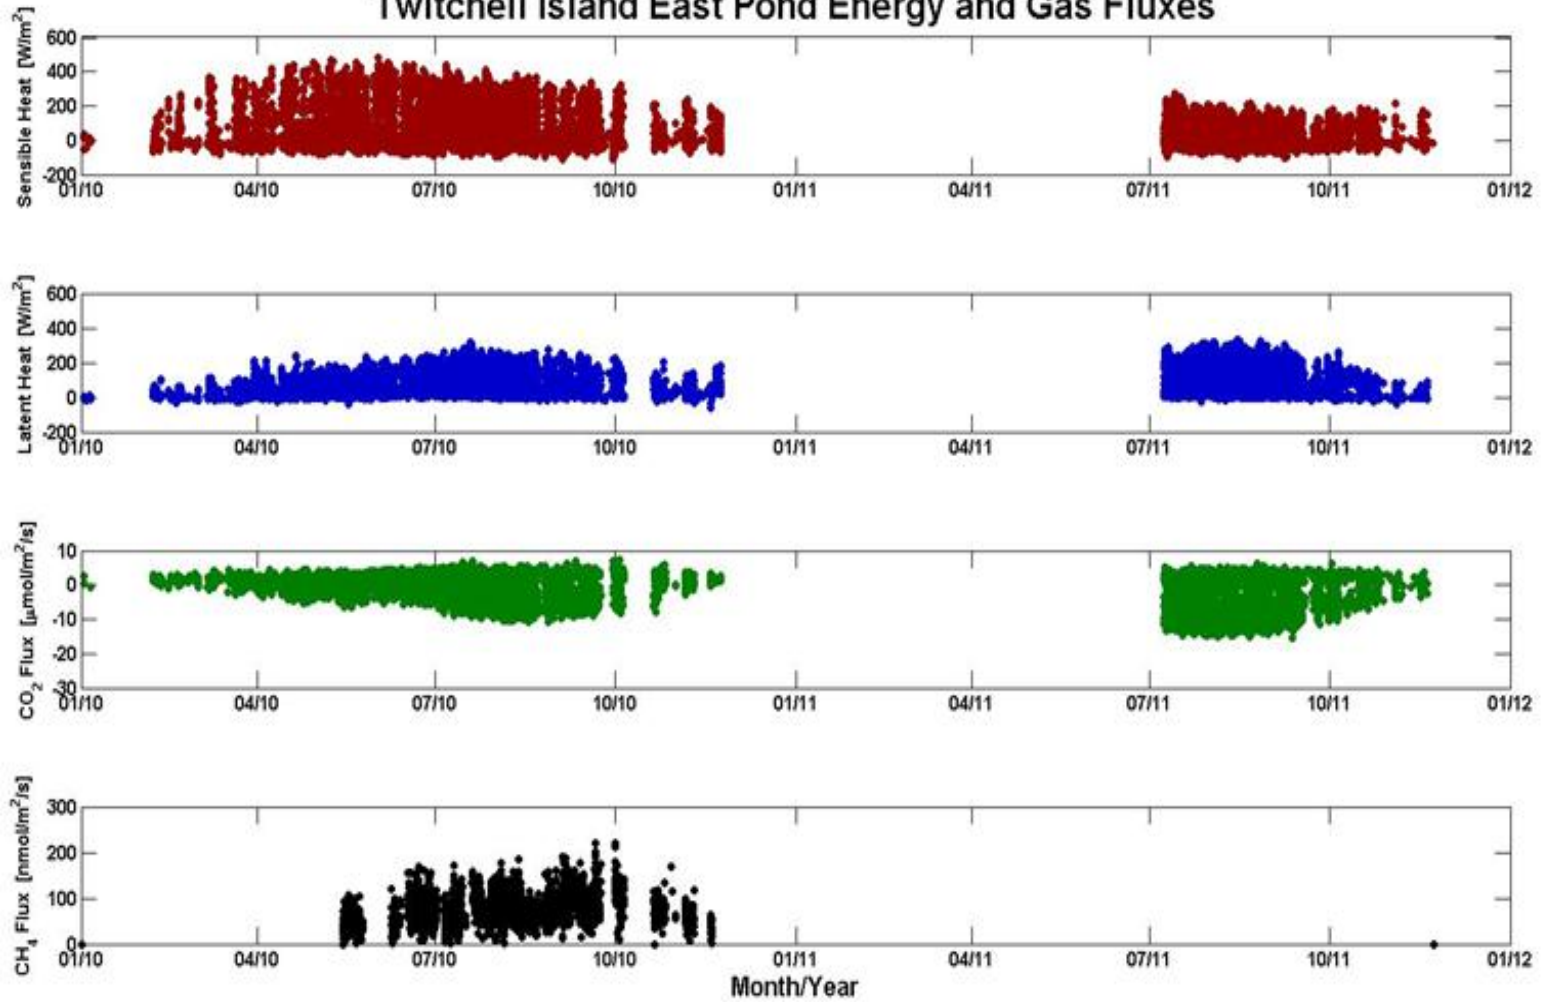 Twitchell Island East Pond Energy and Gas Fluxes
Sensible Heat [W/m²]
600
400
200
0
-200
01/10 04/10 07/10 10/10 01/11 04/11 07/11 10/11 01/12
Latent Heat [W/m²]
600
400
200
0
-200
01/10 04/10 07/10 10/10 01/11 04/11 07/11 10/11 01/12
CO₂ Flux [μmol/m²/s]
10
0
-10
-20
-30
01/10 04/10 07/10 10/10 01/11 04/11 07/11 10/11 01/12
CH₄ Flux [nmol/m²/s]
300
200
100
0
01/10 04/10 07/10 10/10 01/11 04/11 07/11 10/11 01/12
Month/Year